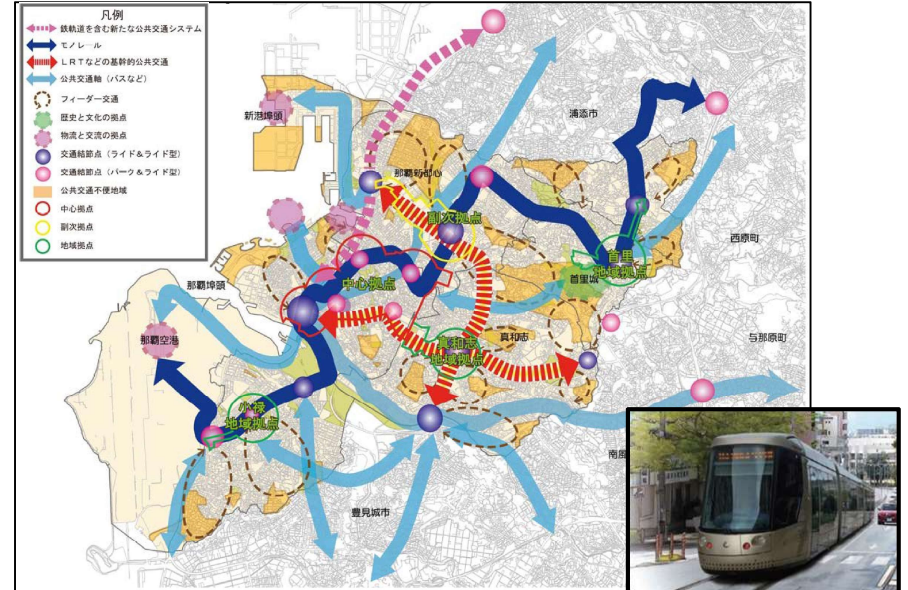 凡例
鉄軌道を含む新たな公共交通システム
モノレール
LRTなどの基幹的公共交通
公共交通軸(バスなど)
フィーダー交通
歴史と文化の拠点
物流と交流の拠点
交通結節点(ライド&ライド型)
交通結節点(パーク&ライド型)
公共交通不便地域
中心拠点
副次拠点
地域拠点
新港埠頭
浦添市
那覇新都心
副次拠点
西原町
首里
地域拠点
首里城
中心拠点
那覇埠頭
与那原町
那覇空港
真和志
真和志
地域拠点
小禄
地域拠点
南風
豊見城市